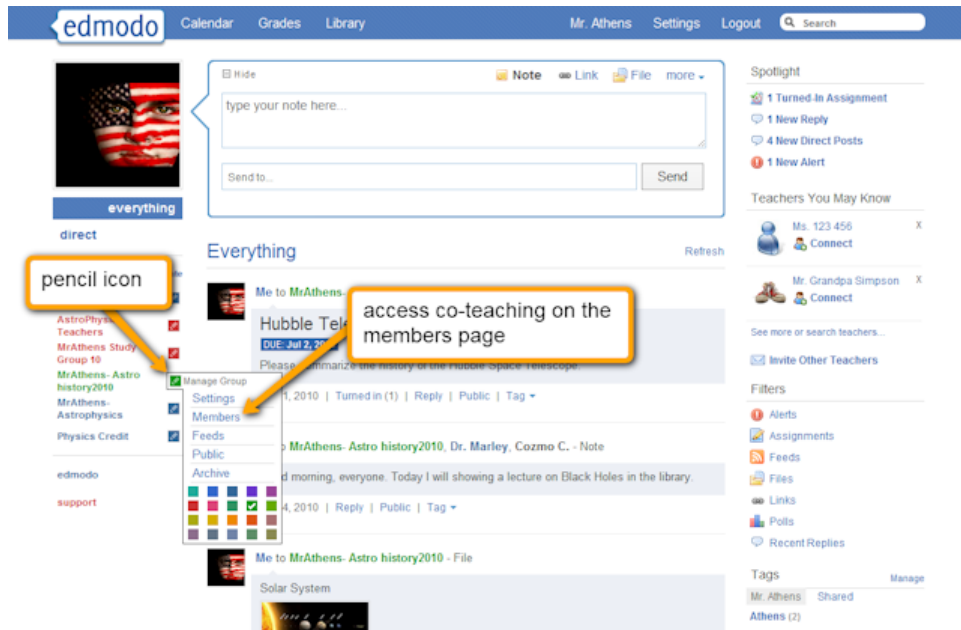 edmodo Calendar Grades Library Mr. Athens Settings Logout Search
Hide Note Link File more
type your note here...
Send to... Send
everything
direct
pencil icon
AstroPhys
Teachers
MrAthens Study
Group 10
MrAthens- Astro
history2010
MrAthens-
Astrophysics
Physics Credit
edmodo
support
Manage Group
Settings
Members
Feeds
Public
Archive
Everything Refresh
Me to MrAthens-
access co-teaching on the
members page
Hubble Tele
DUE: Jul 2, 2
Please summarize the history of the Hubble Space Telescope.
1, 2010 | Turned in (1) | Reply | Public | Tag
MrAthens- Astro history2010, Dr. Marley, Cozmo C. - Note
d morning, everyone. Today I will showing a lecture on Black Holes in the library.
4, 2010 | Reply | Public | Tag
Me to MrAthens- Astro history2010 - File
Solar System
Spotlight
1 Turned-In Assignment
1 New Reply
4 New Direct Posts
1 New Alert
Teachers You May Know
Ms. 123 456 X
Connect
Mr. Grandpa Simpson X
Connect
See more or search teachers...
Invite Other Teachers
Filters
Alerts
Assignments
Feeds
Files
Links
Polls
Recent Replies
Tags Manage
Mr. Athens Shared
Athens (2)